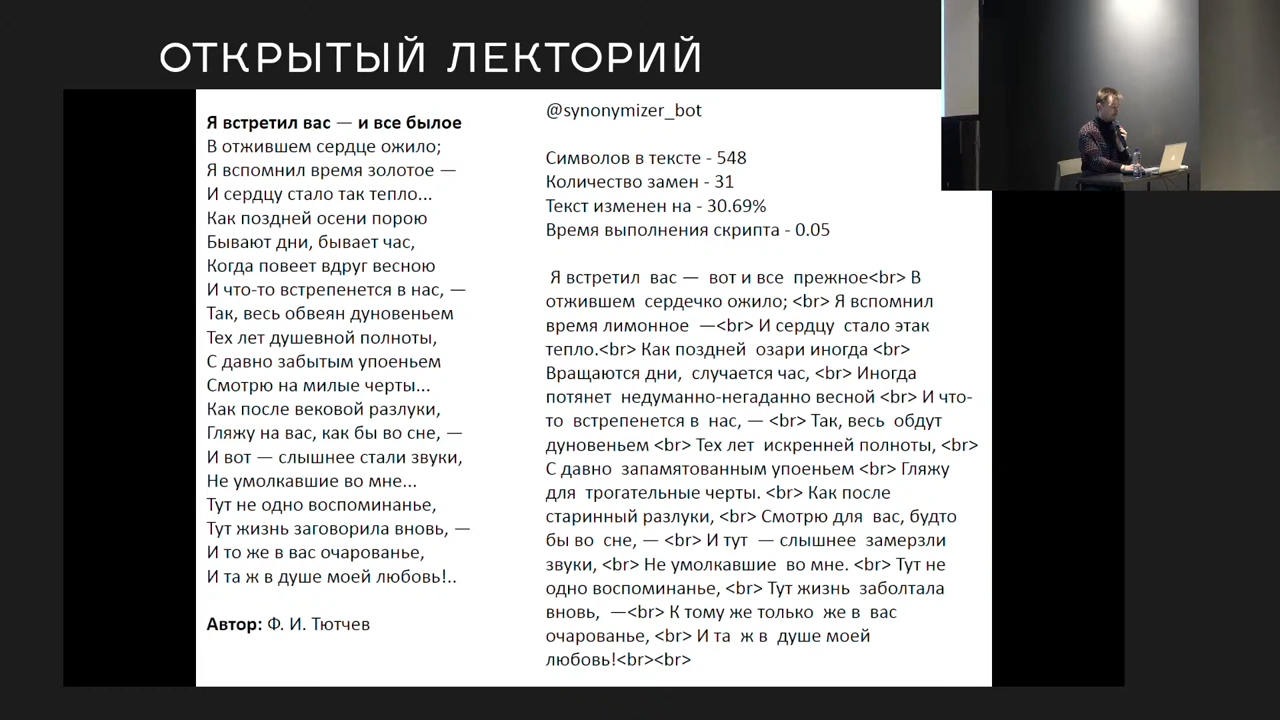 ОТКРЫТЫЙ ЛЕКТОРИЙ
Я встретил вас — и все былое
В отжившем сердце ожило;
Я вспомнил время золотое —
И сердцу стало так тепло...
Как поздней осени порою
Бывают дни, бывает час,
Когда повеет вдруг весною
И что-то встрепенется в нас, —
Так, весь обвеян дуновеньем
Тех лет душевной полноты,
С давно забытым упоеньем
Смотрю на милые черты...
Как после вековой разлуки,
Гляжу на вас, как бы во сне, —
И вот — слышнее стали звуки,
Не умолкавшие во мне...
Тут не одно воспоминанье,
Тут жизнь заговорила вновь, —
И то же в вас очарованье,
И та ж в душе моей любовь!..
Автор: Ф. И. Тютчев
@synonymizer_bot
Символов в тексте - 548
Количество замен - 31
Текст изменен на - 30.69%
Время выполнения скрипта - 0.05
Я встретил вас — вот и все прежное<br> В
отжившем сердечко ожило; <br> Я вспомнил
время лимонное —<br> И сердцу стало этак
тепло.<br> Как поздней озари иногда <br>
Вращаются дни, случается час, <br> Иногда
потянет недуманно-негаданно весной <br> И что-
то встрепенется в нас, — <br> Так, весь обдут
дуновеньем <br> Тех лет искренней полноты, <br>
С давно запамятованным упоеньем <br> Гляжу
для трогательные черты. <br> Как после
старинный разлуки, <br> Смотрю для вас, будто
бы во сне, — <br> И тут — слышнее замерзли
звуки, <br> Не умолкавшие во мне. <br> Тут не
одно воспоминанье, <br> Тут жизнь заболтала
вновь, —<br> К тому же только же в вас
очарованье, <br> И та ж в душе моей
любовь!<br><br>